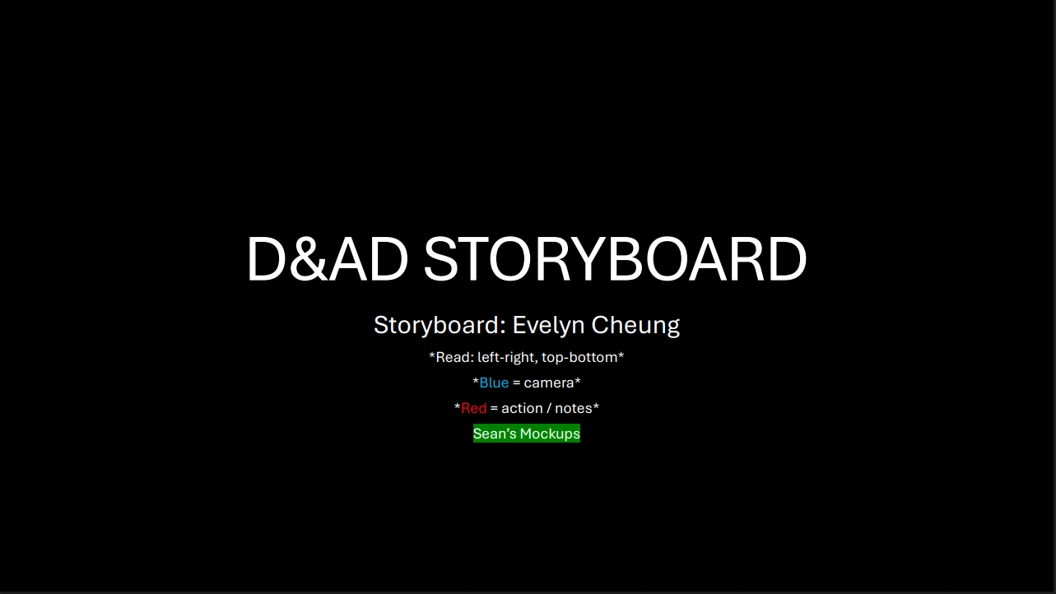 D&AD STORYBOARD
Storyboard: Evelyn Cheung
*Read: left-right, top-bottom*
*Blue = camera*
*Red = action / notes*
Sean’s Mockups